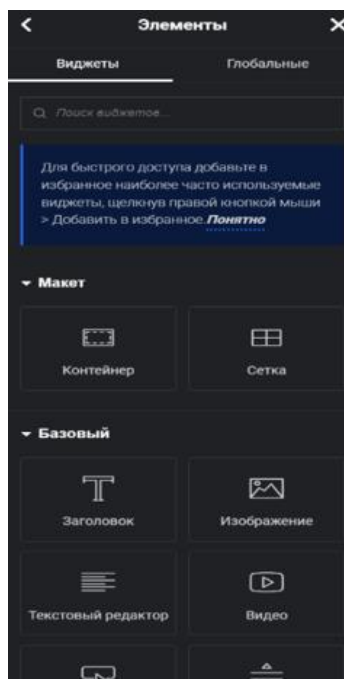 Элементы
Виджеты Глобальные
Поиск виджетов...
Для быстрого доступа добавьте в
избранное наиболее часто используемые
виджеты, щелкнув правой кнопкой мыши
> Добавить в избранное. Понятно
Макет
Контейнер Сетка
Базовый
Заголовок Изображение
Текстовый редактор Видео